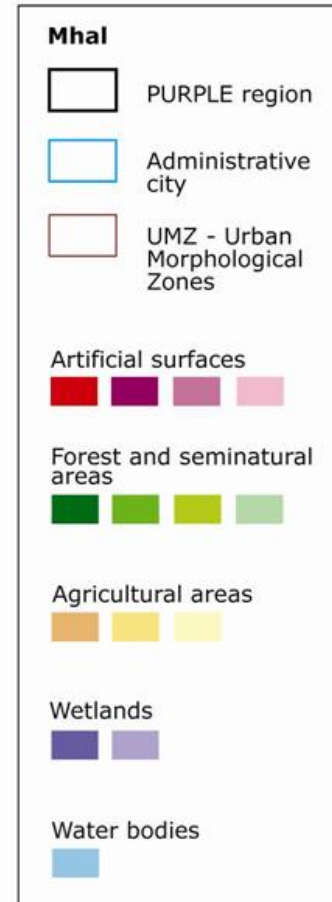 Mhal
PURPLE region
Administrative
city
UMZ - Urban
Morphological
Zones
Artificial surfaces
Forest and seminatural
areas
Agricultural areas
Wetlands
Water bodies